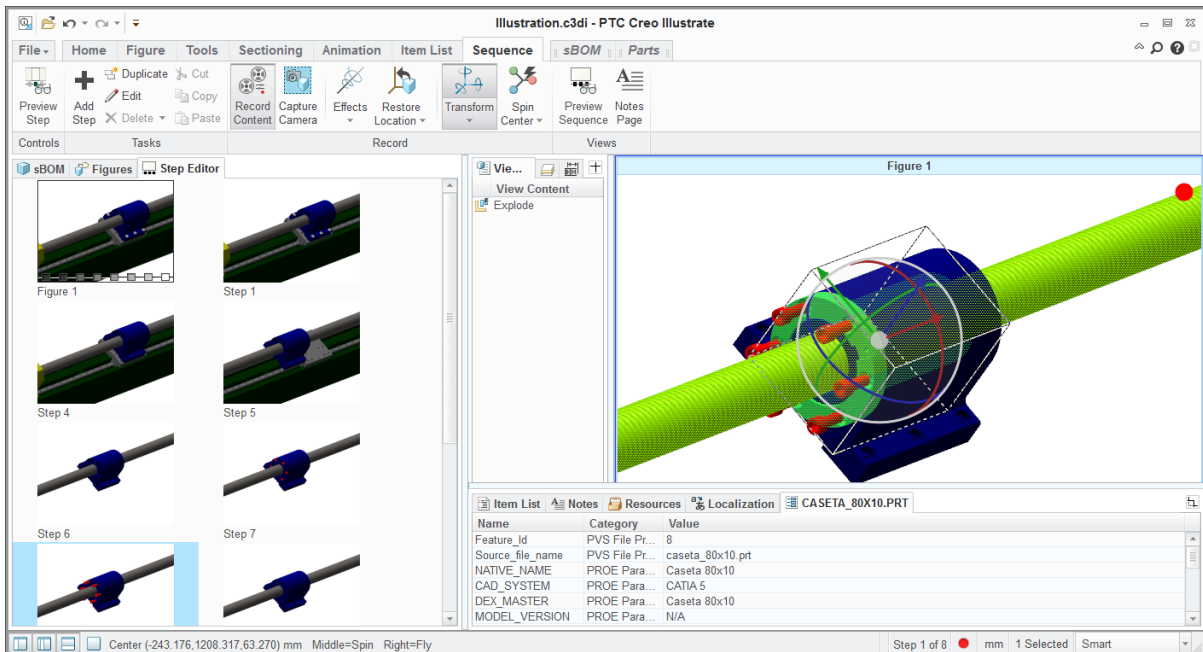 Illustration.c3di - PTC Creo Illustrate
File Home Figure Tools Sectioning Animation Item List Sequence sBOM Parts
Preview Step
Add Step
Duplicate
Edit
Delete
Cut
Copy
Paste
Record Content
Capture Camera
Effects
Restore Location
Transform
Spin Center
Preview Sequence
Notes Page
Controls Tasks Record Views
sBOM Figures Step Editor
Figure 1 Step 1
Step 4 Step 5
Step 6 Step 7
Vie...
View Content
Explode
Figure 1
Item List Notes Resources Localization CASETA_80X10.PRT
Name Category Value
Feature_Id PVS File Pr... 8
Source_file_name PVS File Pr... caseta_80x10.prt
NATIVE_NAME PROE Para... Caseta 80x10
CAD_SYSTEM PROE Para... CATIA 5
DEX_MASTER PROE Para... Caseta 80x10
MODEL_VERSION PROE Para... N/A
Center (-243.176,1208.317,63.270) mm Middle=Spin Right=Fly Step 1 of 8 mm 1 Selected Smart